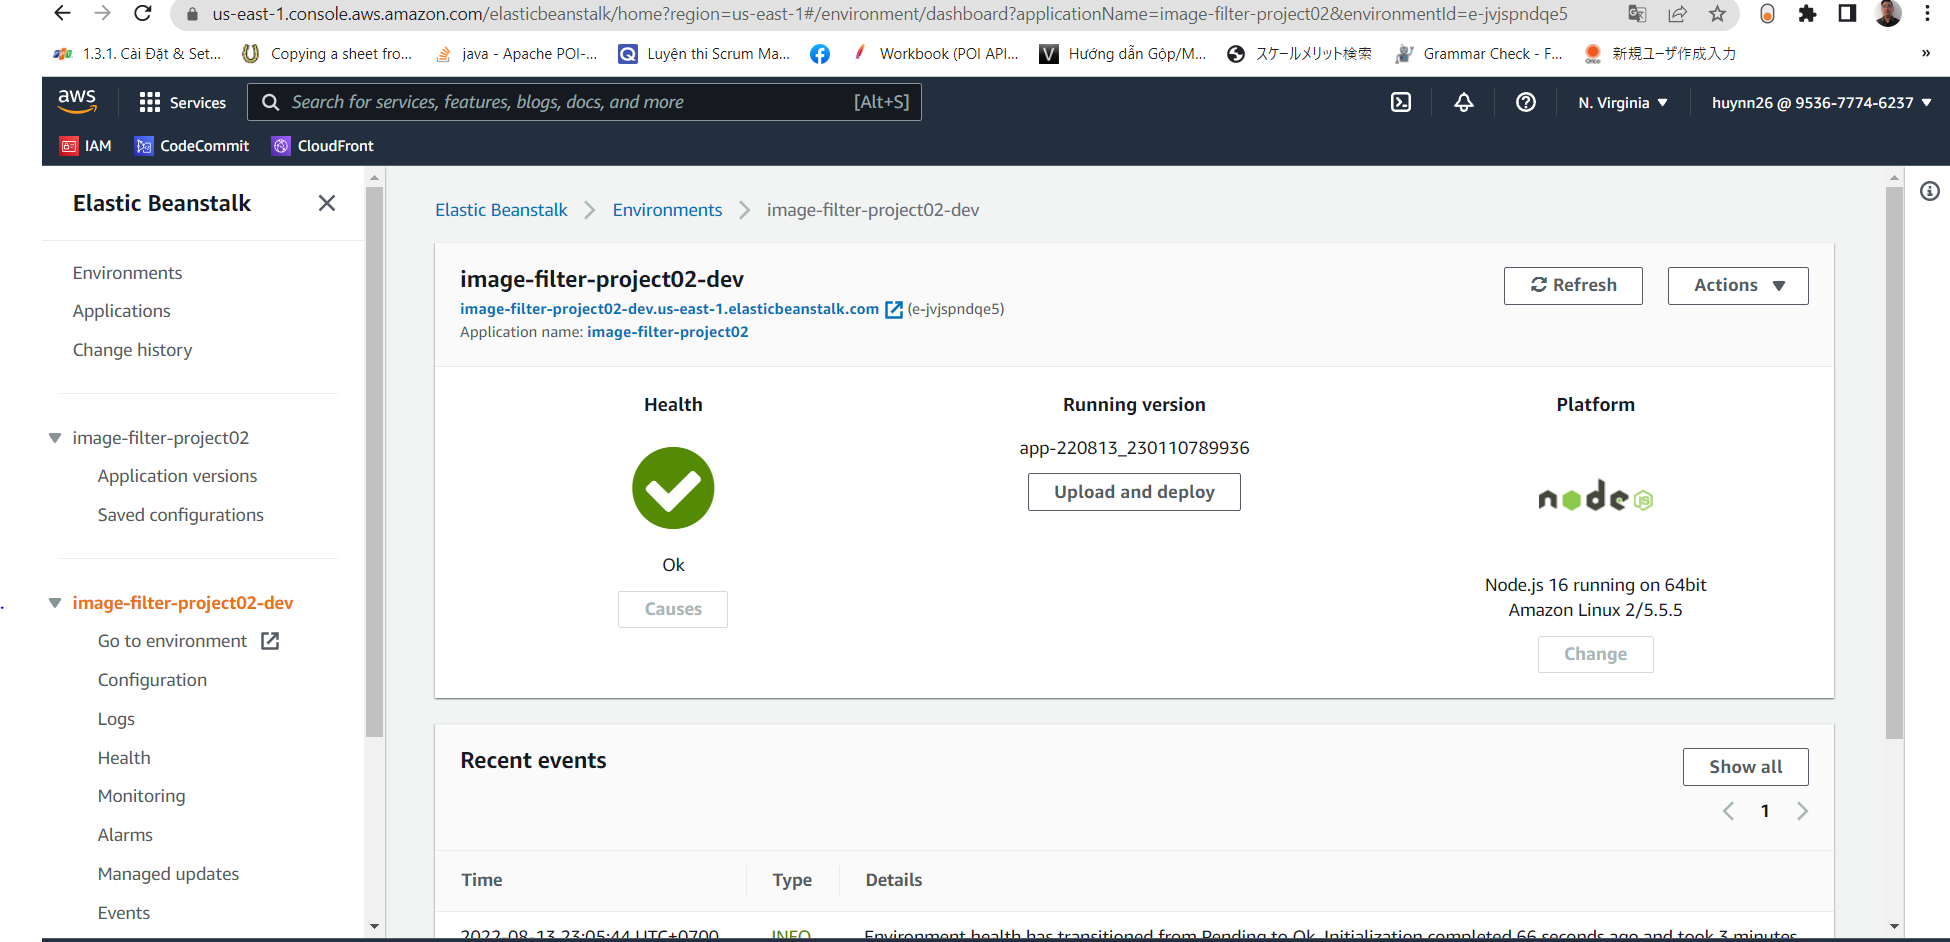 us-east-1.console.aws.amazon.com/elasticbeanstalk/home?region=us-east-1#/environment/dashboard?applicationName=image-filter-project02&environmentId=e-jvjspndqe5
1.3.1. Cài Đặt & Set... Copying a sheet fro... java - Apache POI-... Luyện thi Scrum Ma... Workbook (POI API... Hướng dẫn Gộp/M... スケールメリット検索 Grammar Check - F... 新規ユーザ作成入力 »
aws Services Search for services, features, blogs, docs, and more [Alt+S] N. Virginia ▼ huynn26 @ 9536-7774-6237 ▼
IAM CodeCommit CloudFront
Elastic Beanstalk
Environments
Applications
Change history
image-filter-project02
Application versions
Saved configurations
image-filter-project02-dev
Go to environment
Configuration
Logs
Health
Monitoring
Alarms
Managed updates
Events
Elastic Beanstalk > Environments > image-filter-project02-dev
image-filter-project02-dev
image-filter-project02-dev.us-east-1.elasticbeanstalk.com (e-jvjspndqe5)
Application name: image-filter-project02
Refresh Actions ▼
Health
Ok
Causes
Running version
app-220813_230110789936
Upload and deploy
Platform
node JS
Node.js 16 running on 64bit
Amazon Linux 2/5.5.5
Change
Recent events
Show all
< 1 >
Time Type Details
2022-08-13 23:05:44 UTC+0700 INFO Environment health has transitioned from Pending to Ok. Initialization completed 66 seconds ago and took 3 minutes.